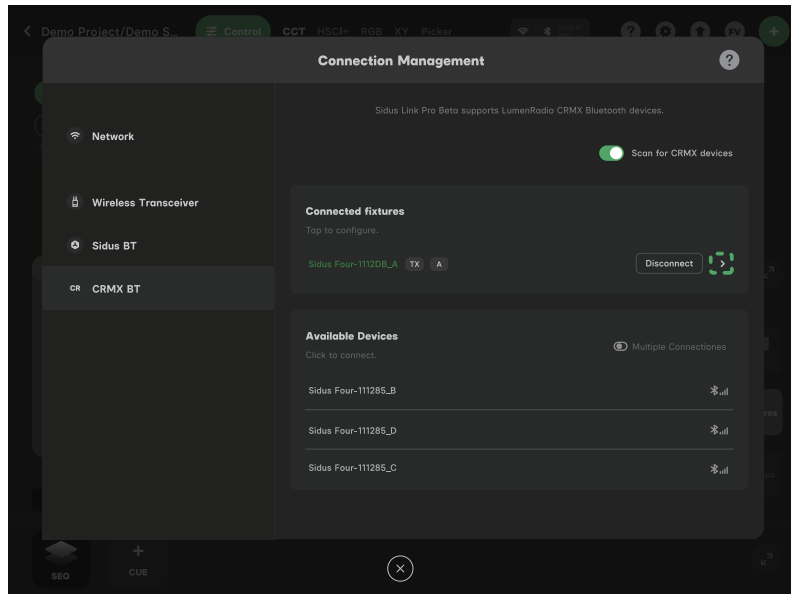 Demo Project/Demo S... Control CCT HSCI+ RGB XY Picker FV
Connection Management
?
Sidus Link Pro Beta supports LumenRadio CRMX Bluetooth devices.
Network
Scan for CRMX devices
Wireless Transceiver
Sidus BT
CR CRMX BT
Connected fixtures
Tap to configure.
Sidus Four-1112DB_A TX A Disconnect
Available Devices
Click to connect.
Multiple Connectiones
Sidus Four-111285_B
Sidus Four-111285_D
Sidus Four-111285_C
SEQ
CUE